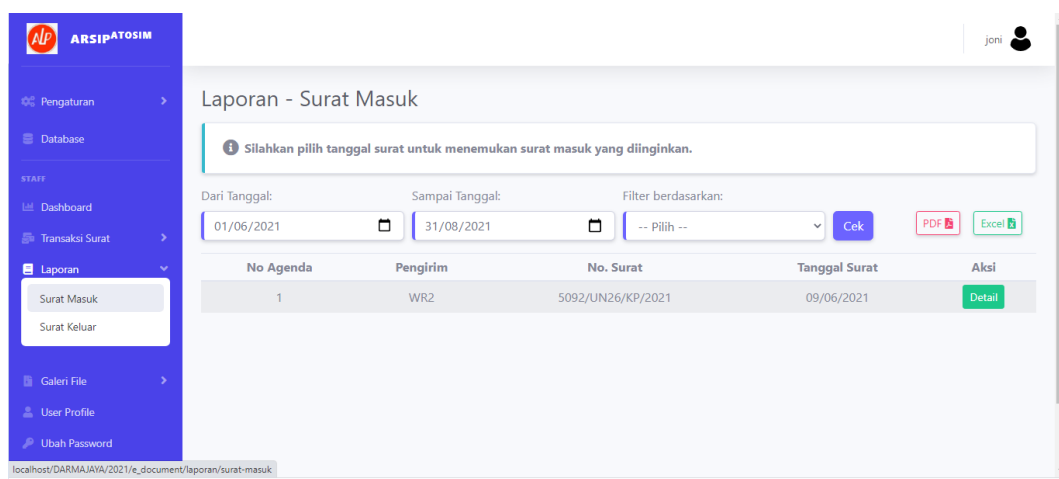 ALP ARSIPATOSIM
joni
Pengaturan
Database
STAFF
Dashboard
Transaksi Surat
Laporan
Surat Masuk
Surat Keluar
Galeri File
User Profile
Ubah Password
localhost/DARMAJAYA/2021/e_document/laporan/surat-masuk
Laporan - Surat Masuk
Silahkan pilih tanggal surat untuk menemukan surat masuk yang diinginkan.
Dari Tanggal: Sampai Tanggal: Filter berdasarkan:
01/06/2021 31/08/2021 -- Pilih -- Cek PDF Excel
No Agenda Pengirim No. Surat Tanggal Surat Aksi
1 WR2 5092/UN26/KP/2021 09/06/2021 Detail